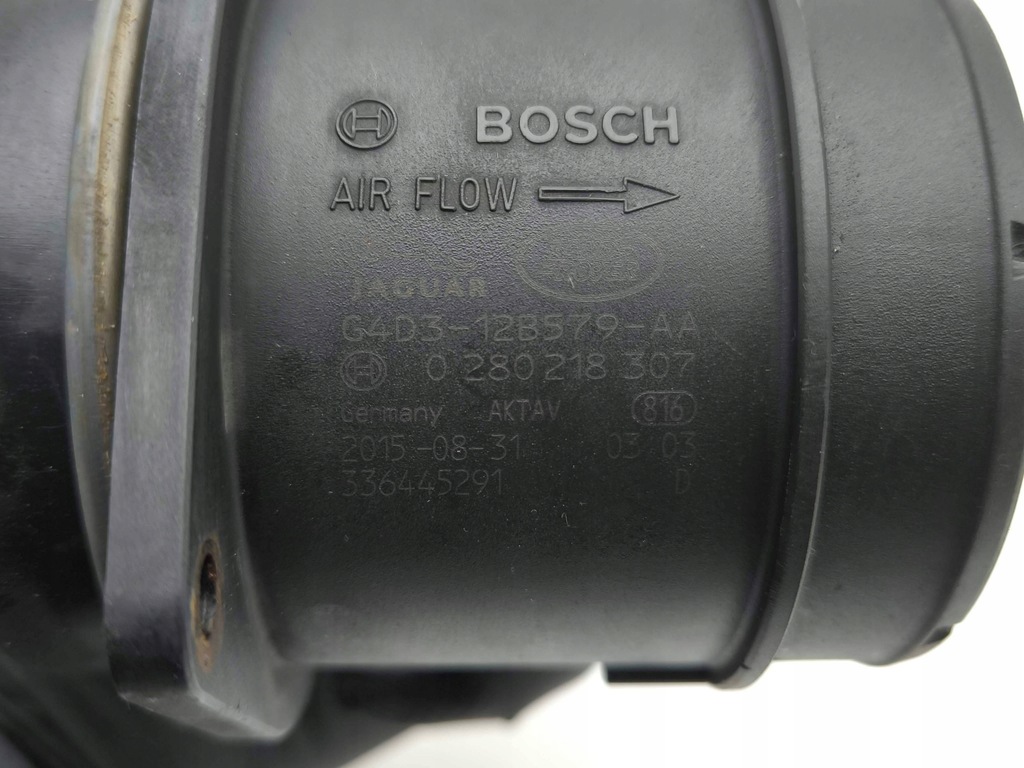 BOSCH
AIR FLOW
JAGUAR
G4D3-12B579-AA
0 280 218 307
Germany AKTAV 816
2015-08-31 03 03
336445291 D